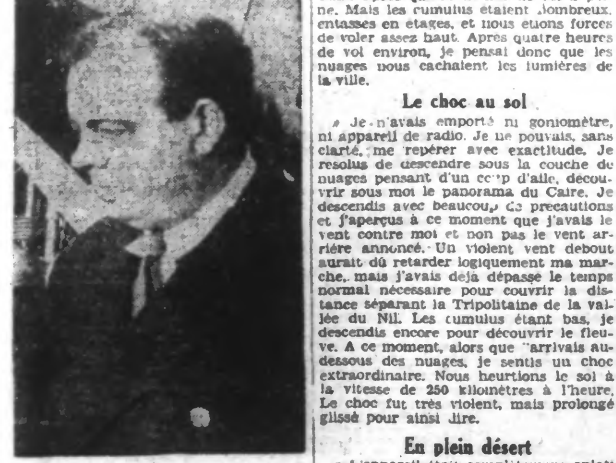 ne. Mais les cumulus étaient nombreux,
entassés en étages, et nous étions forcés
de voler assez haut. Après quatre heures
de vol environ, je pensai donc que les
nuages nous cachaient les lumières de
la ville.
Le choc au sol
» Je n'avais emporté ni goniomètre,
ni appareil de radio. Je ne pouvais, sans
clarté, me repérer avec exactitude. Je
résolus de descendre sous la couche de
nuages pensant d'un coup d'aile, décou-
vrir sous moi le panorama du Caire. Je
descendis avec beaucoup de précautions
et j'aperçus à ce moment que j'avais le
vent contre moi et non pas le vent ar-
rière annoncé. Un violent vent debout
aurait dû retarder logiquement ma mar-
che, mais j'avais déjà dépassé le temps
normal nécessaire pour couvrir la dis-
tance séparant la Tripolitaine de la val-
lée du Nil. Les cumulus étant bas, je
descendis encore pour découvrir le fleu-
ve. A ce moment, alors que j'arrivais au-
dessous des nuages, je sentis un choc
extraordinaire. Nous heurtions le sol à
la vitesse de 250 kilomètres à l'heure.
Le choc fut très violent, mais prolongé
glissé pour ainsi dire.
En plein désert